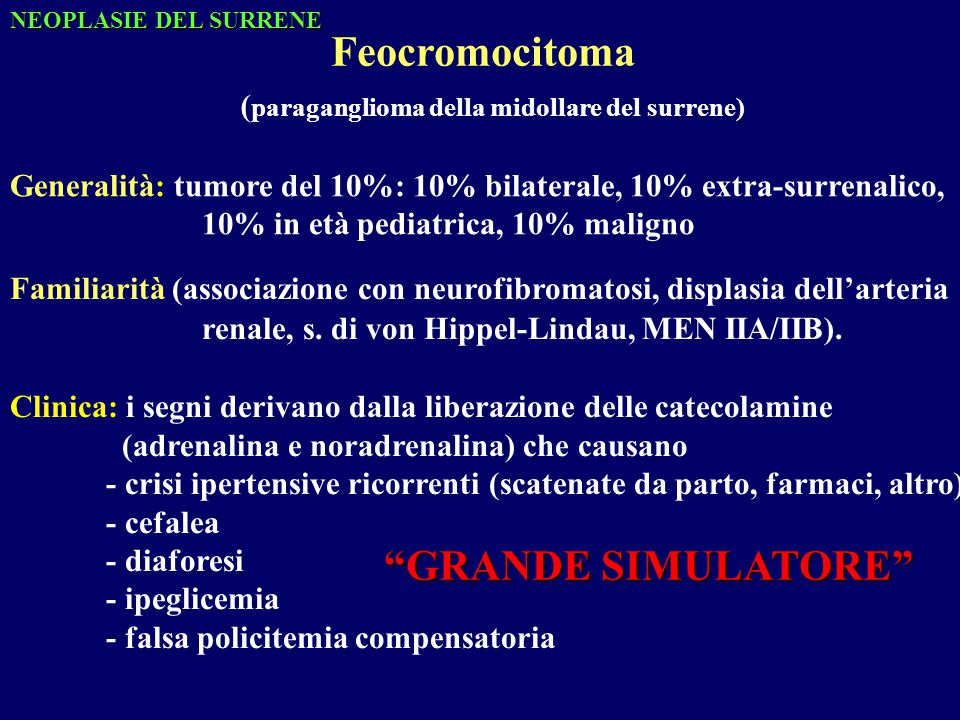 NEOPLASIE DEL SURRENE
Feocromocitoma
(paraganglioma della midollare del surrene)
Generalità: tumore del 10%: 10% bilaterale, 10% extra-surrenalico,
10% in età pediatrica, 10% maligno
Familiarità (associazione con neurofibromatosi, displasia dell’arteria
renale, s. di von Hippel-Lindau, MEN IIA/IIB).
Clinica: i segni derivano dalla liberazione delle catecolamine
(adrenalina e noradrenalina) che causano
- crisi ipertensive ricorrenti (scatenate da parto, farmaci, altro)
- cefalea
- diaforesi
“GRANDE SIMULATORE”
- ipeglicemia
- falsa policitemia compensatoria